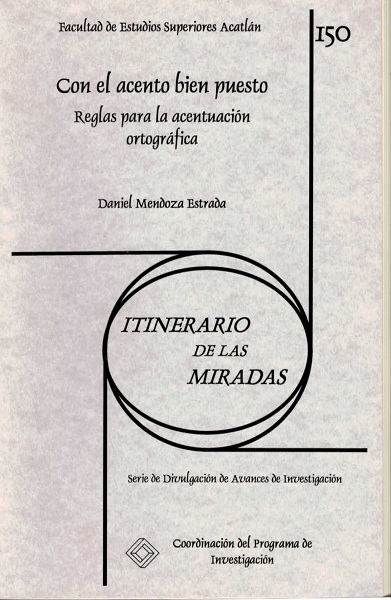 Facultad de Estudios Superiores Acatlán
150
Con el acento bien puesto
Reglas para la acentuación
ortográfica
Daniel Mendoza Estrada
ITINERARIO
DE LAS
MIRADAS
Serie de Divulgación de Avances de Investigación
Coordinación del Programa de
Investigación